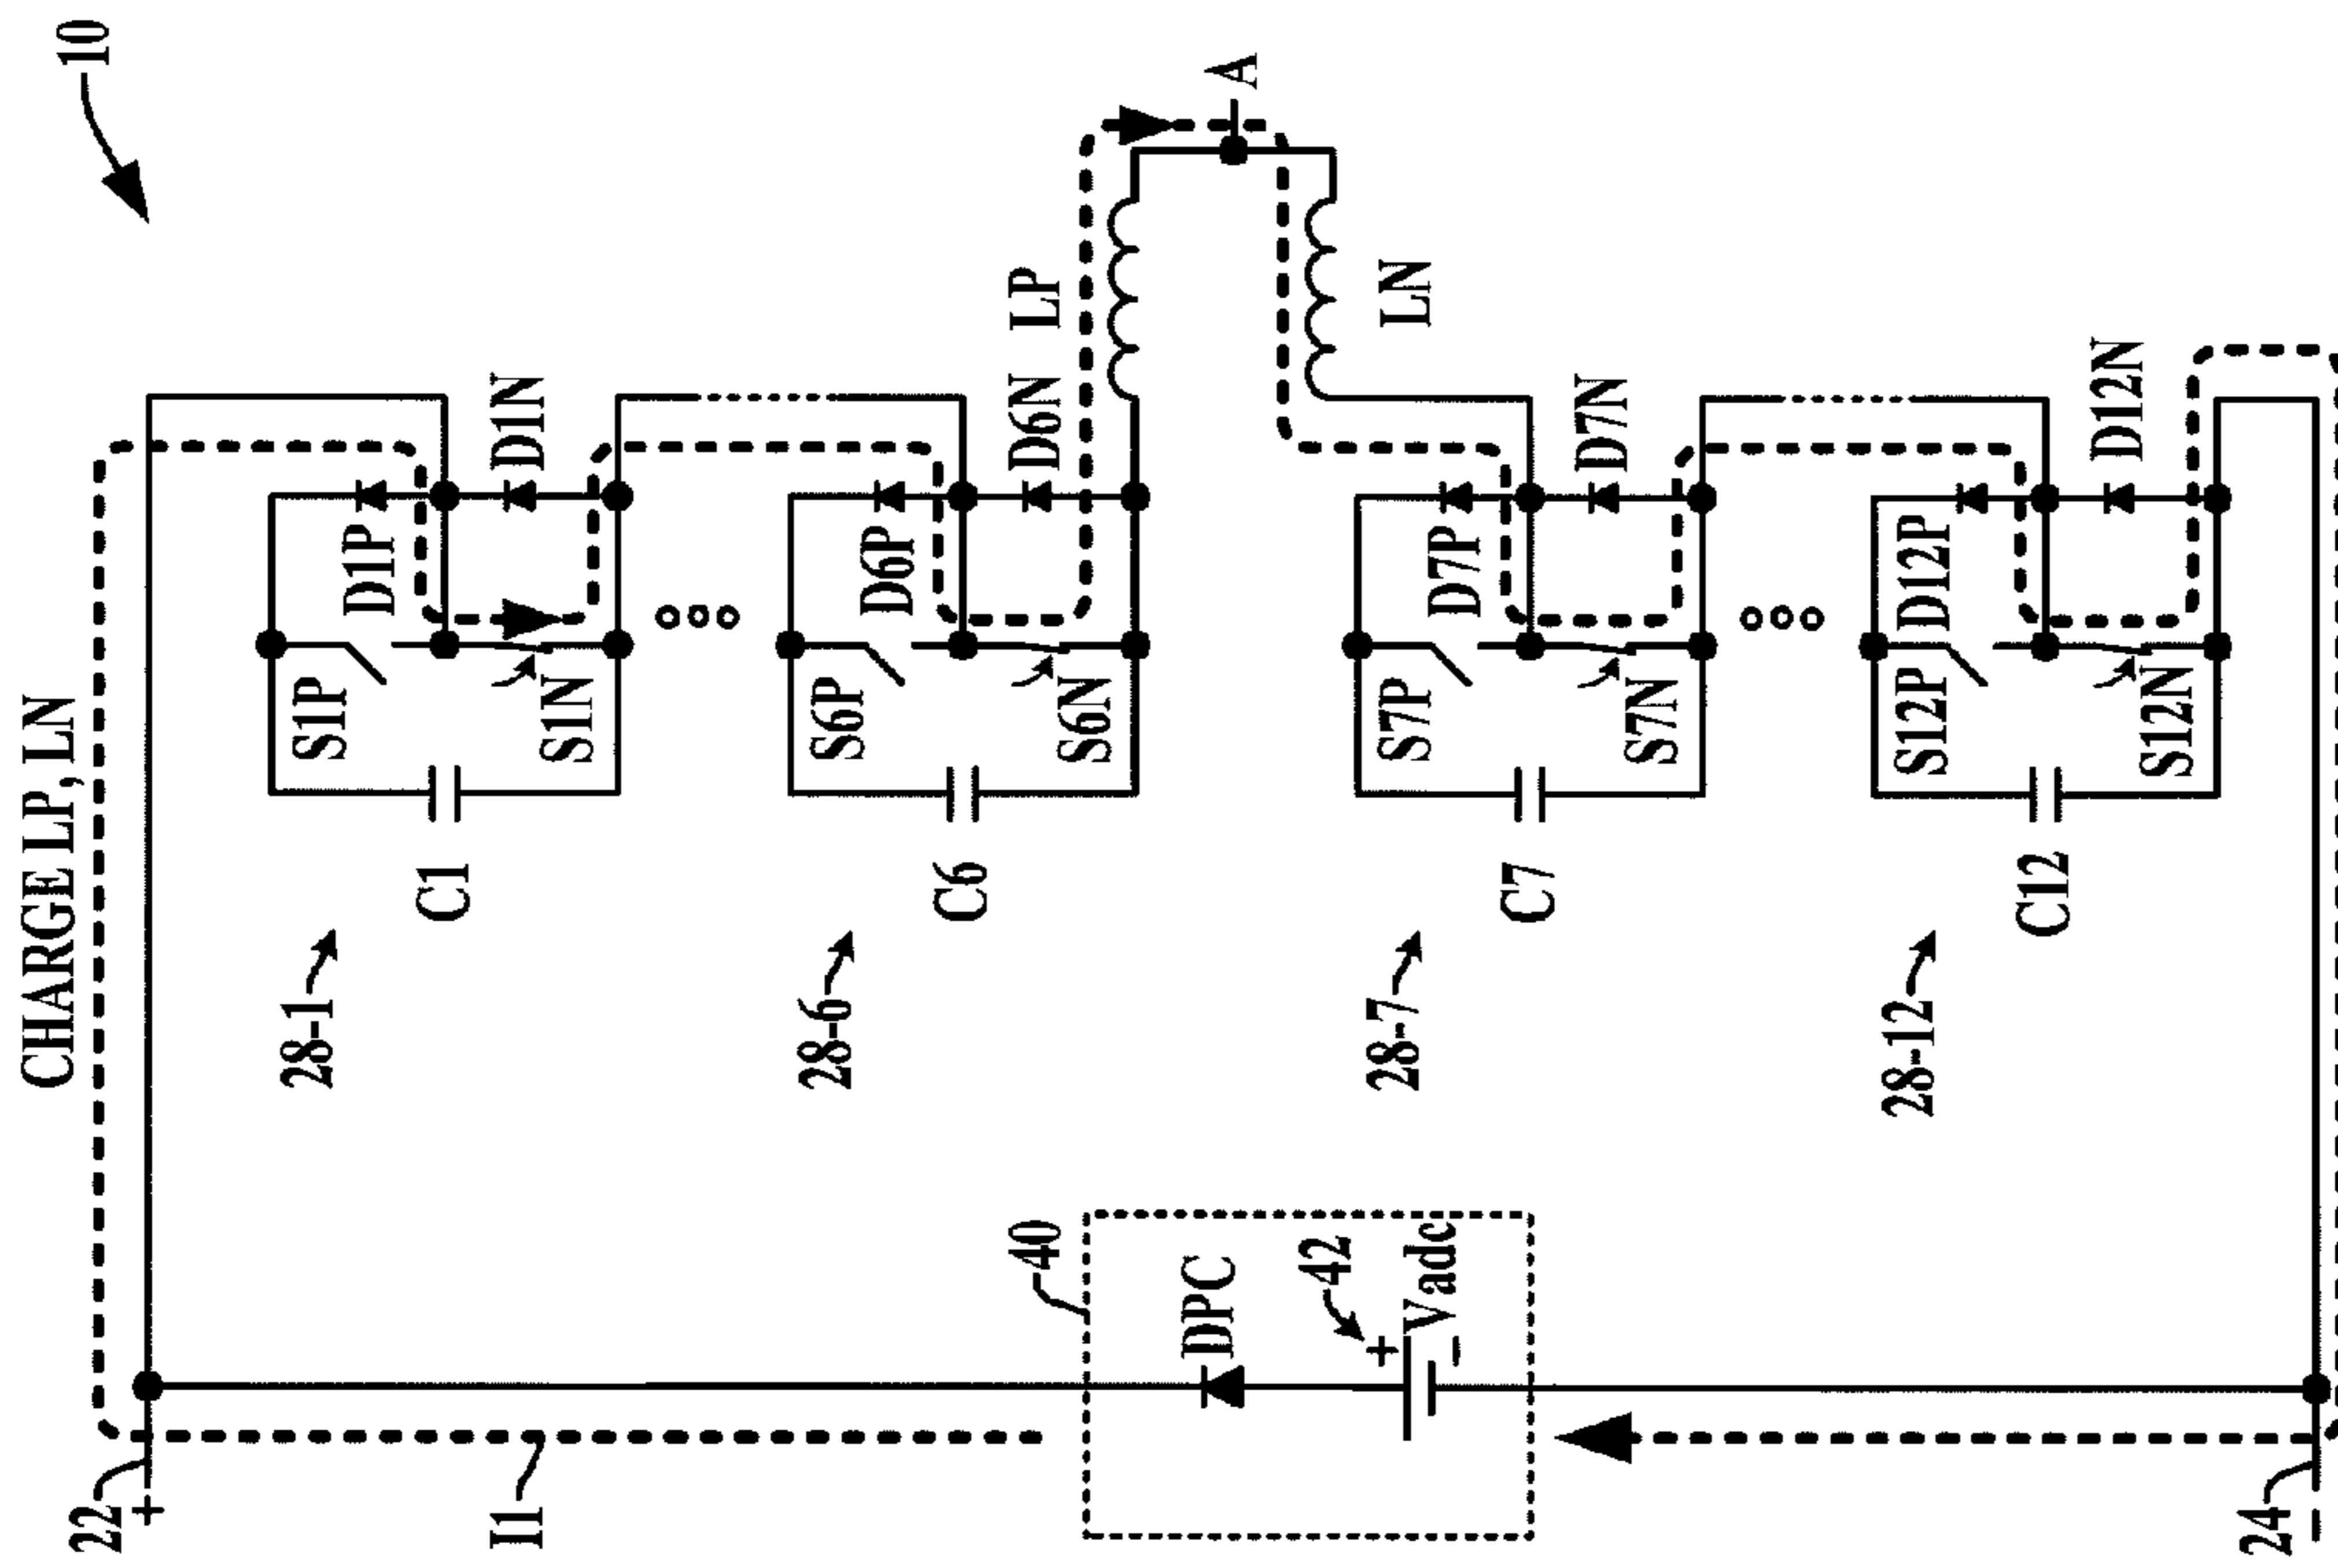 10
CHARGE LP, LN
22
+
I1
28-1
C1
S1P
D1P
S1N
D1N
28-6
C6
S6P
D6P
S6N
D6N
LP
A
LN
40
DPC
42
+
Vadc
-
28-7
C7
S7P
D7P
S7N
D7N
28-12
C12
S12P
D12P
S12N
D12N
24
-